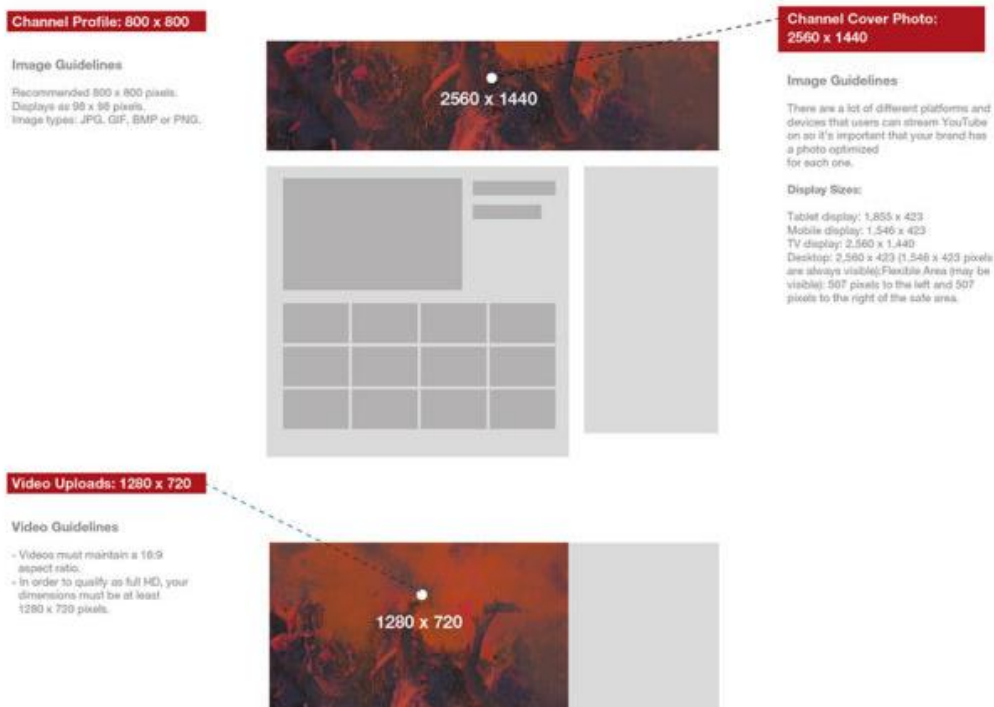 Channel Profile: 800 x 800
Image Guidelines
Recommended 800 x 800 pixels.
Displays as 98 x 98 pixels.
Image types: JPG, GIF, BMP or PNG.
2560 x 1440
Channel Cover Photo:
2560 x 1440
Image Guidelines
There are a lot of different platforms and
devices that users can stream YouTube
on so it's important that your brand has
a photo optimized
for each one.
Display Sizes:
Tablet display: 1,855 x 423
Mobile display: 1,546 x 423
TV display: 2,560 x 1,440
Desktop: 2,560 x 423 (1,546 x 423 pixels
are always visible);Flexible Area (may be
visible): 507 pixels to the left and 507
pixels to the right of the safe area.
Video Uploads: 1280 x 720
Video Guidelines
- Videos must maintain a 16:9
aspect ratio.
- In order to qualify as full HD, your
dimensions must be at least
1280 x 720 pixels.
1280 x 720